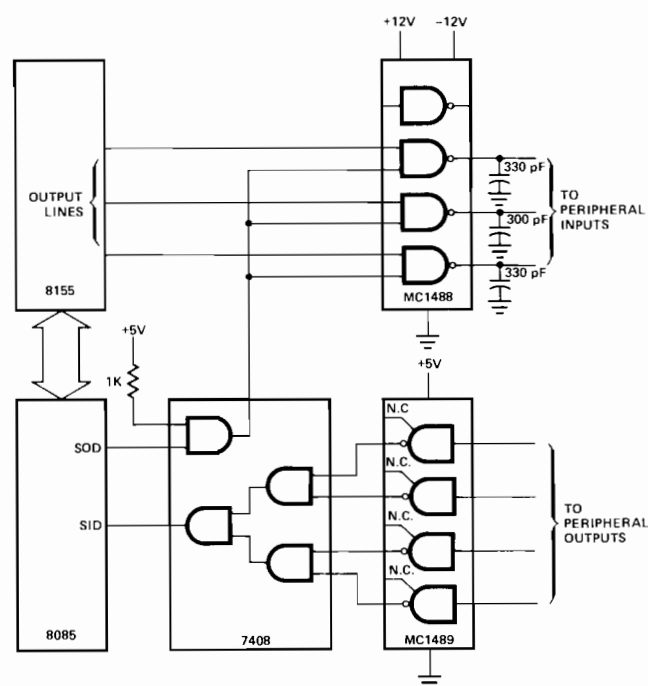 +12V
-12V
OUTPUT
LINES
330 pF
300 pF
330 pF
TO
PERIPHERAL
INPUTS
8155
MC1488
+5V
+5V
1K
SOD
SID
N.C
N.C.
N.C.
N.C.
TO
PERIPHERAL
OUTPUTS
8085
7408
MC1489